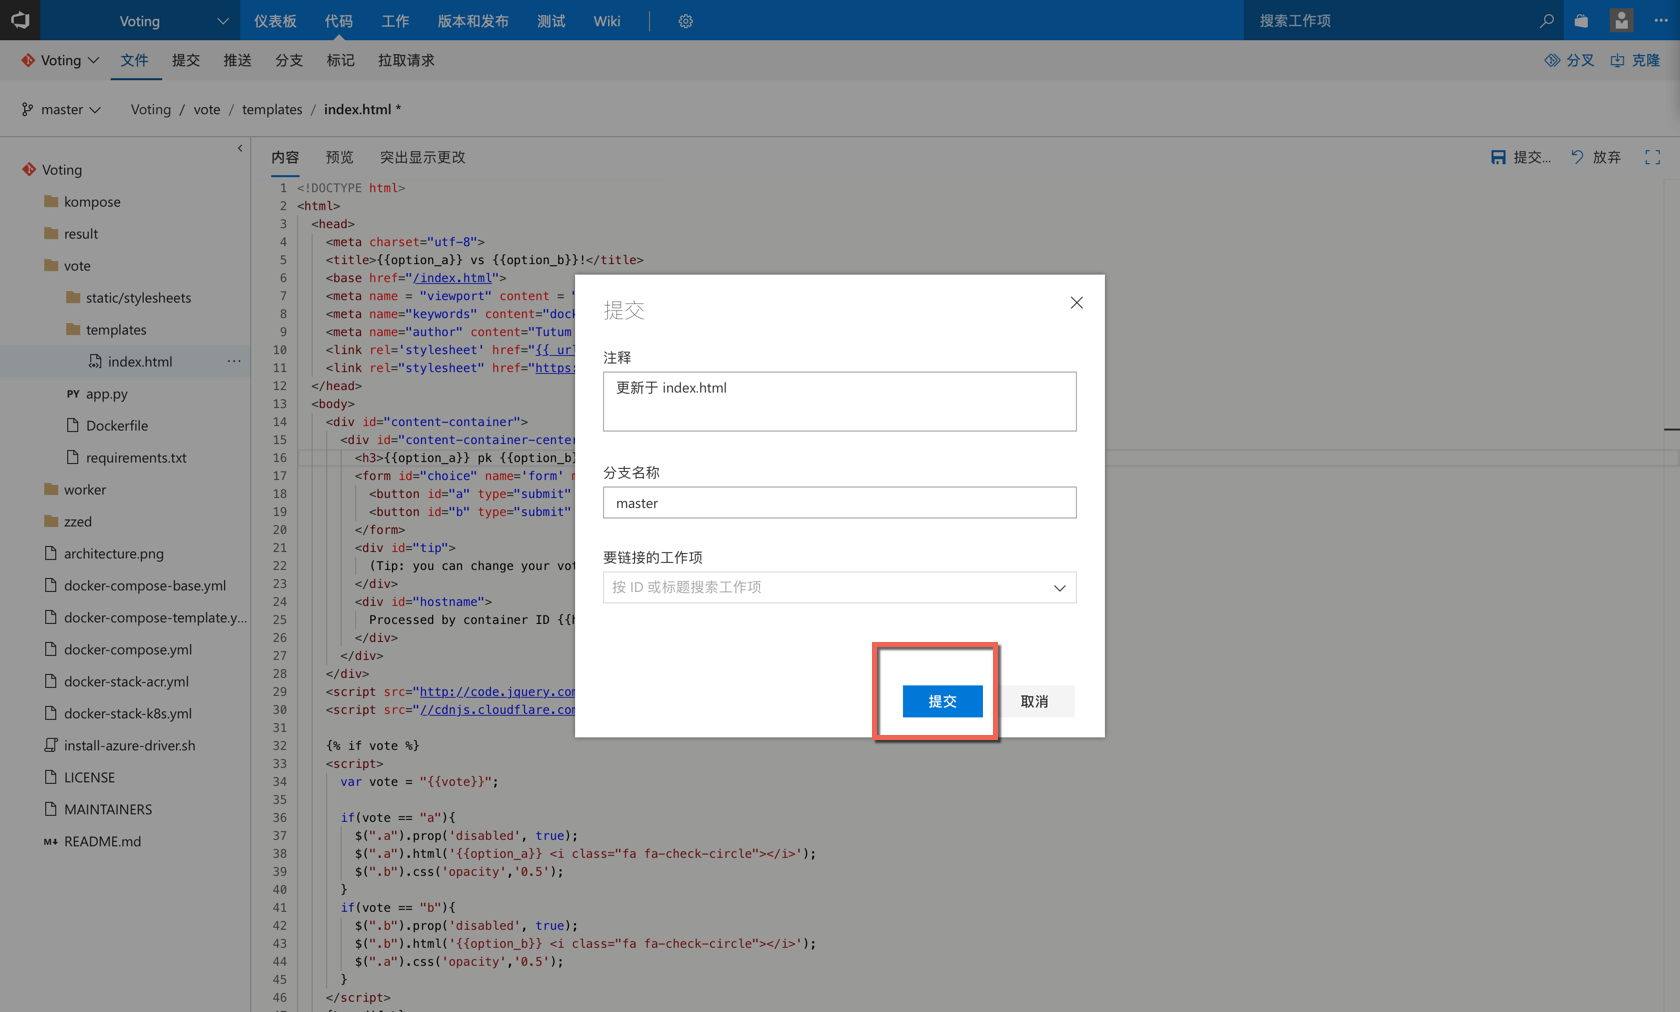 Voting 仪表板 代码 工作 版本和发布 测试 Wiki 搜索工作项
Voting 文件 提交 推送 分支 标记 拉取请求 分叉 克隆
master Voting / vote / templates / index.html *
Voting
kompose
result
vote
static/stylesheets
templates
index.html ...
PY app.py
Dockerfile
requirements.txt
worker
zzed
architecture.png
docker-compose-base.yml
docker-compose-template.y...
docker-compose.yml
docker-stack-acr.yml
docker-stack-k8s.yml
install-azure-driver.sh
LICENSE
MAINTAINERS
M+ README.md
内容 预览 突出显示更改 提交... 放弃
1 <!DOCTYPE html>
2 <html>
3 <head>
4 <meta charset="utf-8">
5 <title>{{option_a}} vs {{option_b}}!</title>
6 <base href="/index.html">
7 <meta name = "viewport" content = "
8 <meta name="keywords" content="dock
9 <meta name="author" content="Tutum
10 <link rel='stylesheet' href="{{ url
11 <link rel="stylesheet" href="https:
12 </head>
13 <body>
14 <div id="content-container">
15 <div id="content-container-center
16 <h3>{{option_a}} pk {{option_b}
17 <form id="choice" name='form' m
18 <button id="a" type="submit"
19 <button id="b" type="submit"
20 </form>
21 <div id="tip">
22 (Tip: you can change your vot
23 </div>
24 <div id="hostname">
25 Processed by container ID {{h
26 </div>
27 </div>
28 </div>
29 <script src="http://code.jquery.com
30 <script src="//cdnjs.cloudflare.com
31
32 {% if vote %}
33 <script>
34 var vote = "{{vote}}";
35
36 if(vote == "a"){
37 $(".a").prop('disabled', true);
38 $(".a").html('{{option_a}} <i class="fa fa-check-circle"></i>');
39 $(".b").css('opacity','0.5');
40 }
41 if(vote == "b"){
42 $(".b").prop('disabled', true);
43 $(".b").html('{{option_b}} <i class="fa fa-check-circle"></i>');
44 $(".a").css('opacity','0.5');
45 }
46 </script>
提交
注释
更新于 index.html
分支名称
master
要链接的工作项
按 ID 或标题搜索工作项
提交 取消